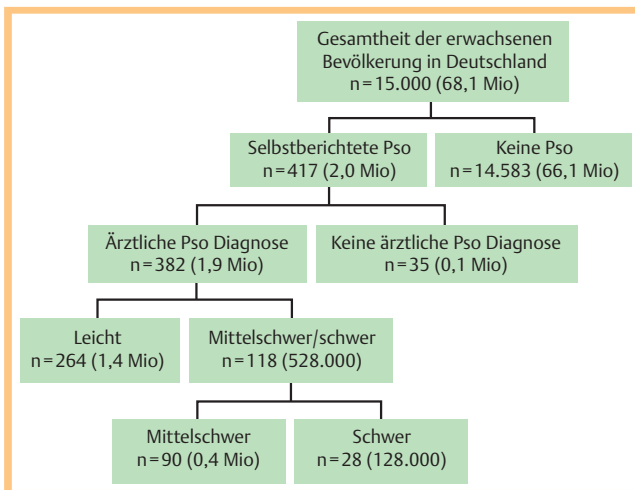 Gesamtheit der erwachsenen
Bevölkerung in Deutschland
n=15.000 (68,1 Mio)
Selbstberichtete Pso
n=417 (2,0 Mio)
Keine Pso
n=14.583 (66,1 Mio)
Ärztliche Pso Diagnose
n=382 (1,9 Mio)
Keine ärztliche Pso Diagnose
n=35 (0,1 Mio)
Leicht
n=264 (1,4 Mio)
Mittelschwer/schwer
n=118 (528.000)
Mittelschwer
n=90 (0,4 Mio)
Schwer
n=28 (128.000)